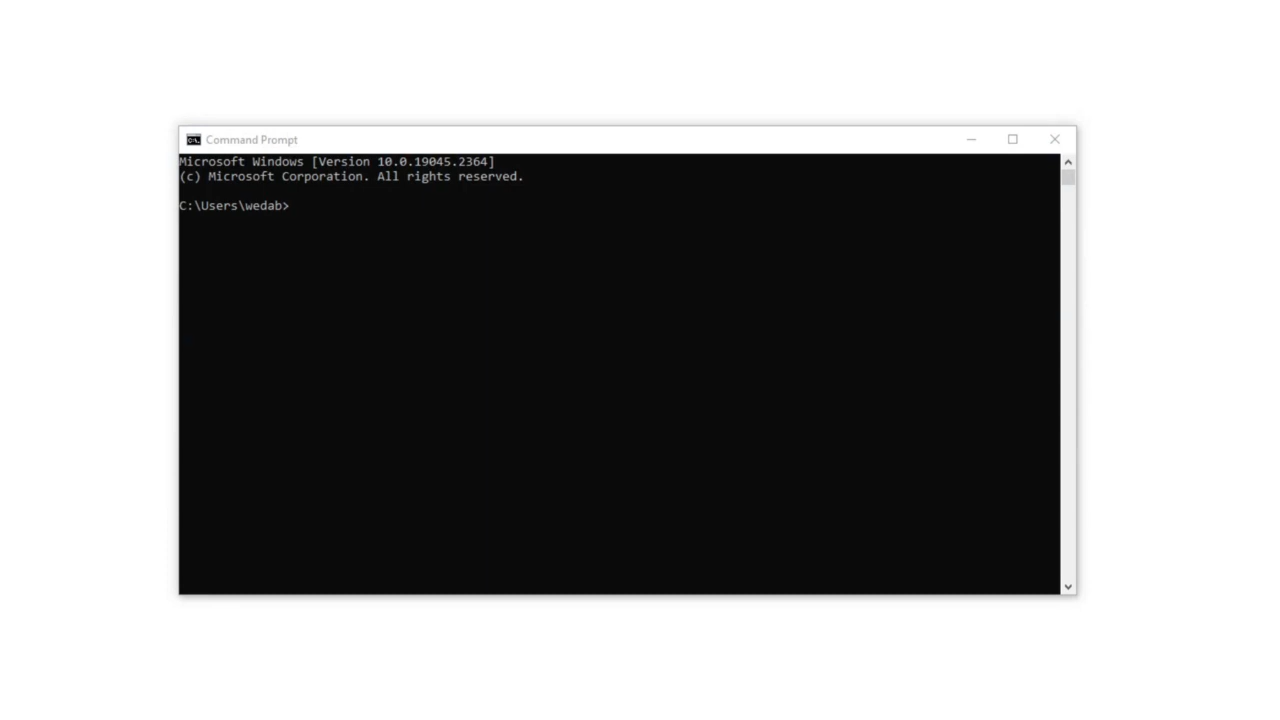 Command Prompt
Microsoft Windows [Version 10.0.19045.2364]
(c) Microsoft Corporation. All rights reserved.
C:\Users\wedab>